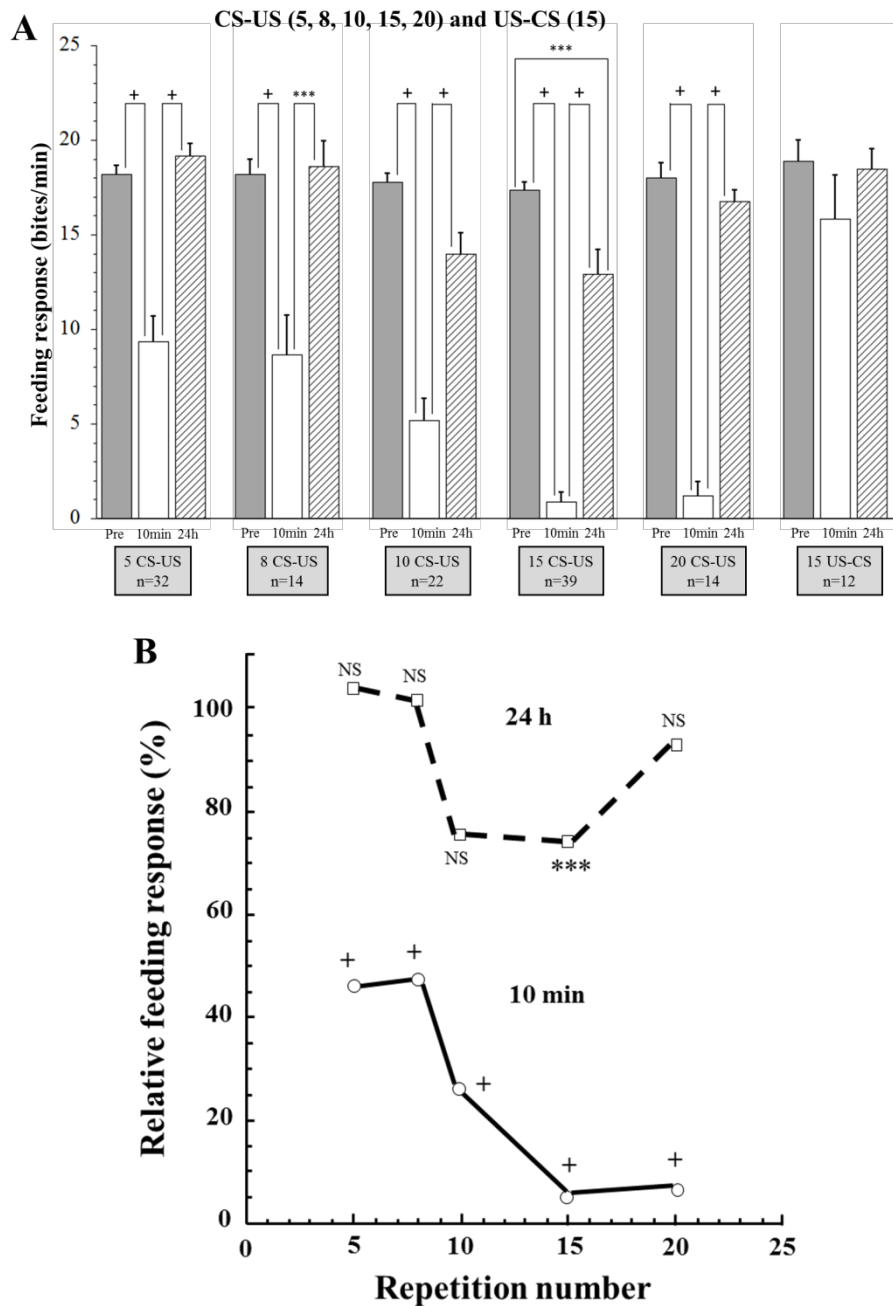 A
CS-US (5, 8, 10, 15, 20) and US-CS (15)
Feeding response (bites/min)
25
20
15
10
5
0
+ +
+ ***
+ +
***
+ +
+ +
Pre 10min 24h
Pre 10min 24h
Pre 10min 24h
Pre 10min 24h
Pre 10min 24h
Pre 10min 24h
5 CS-US
n=32
8 CS-US
n=14
10 CS-US
n=22
15 CS-US
n=39
20 CS-US
n=14
15 US-CS
n=12
B
Relative feeding response (%)
100
80
60
40
20
0
NS
NS
24 h
NS
NS
***
+
+
10 min
+
+
+
0
5
10
15
20
25
Repetition number